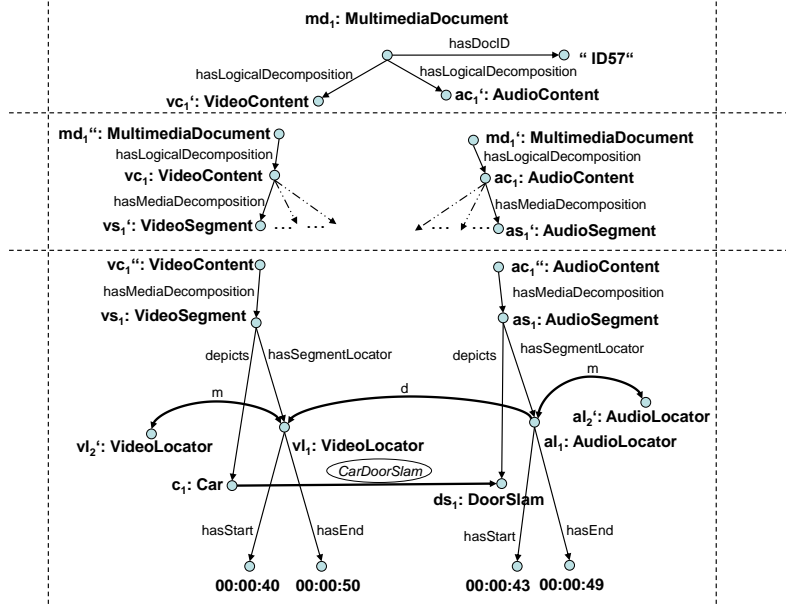 md1: MultimediaDocument
hasDocID
“ ID57“
hasLogicalDecomposition
hasLogicalDecomposition
vc1‘: VideoContent
ac1‘: AudioContent
md1“: MultimediaDocument
md1‘: MultimediaDocument
hasLogicalDecomposition
hasLogicalDecomposition
vc1: VideoContent
ac1: AudioContent
hasMediaDecomposition
hasMediaDecomposition
vs1‘: VideoSegment
... ...
... ...
as1‘: AudioSegment
vc1“: VideoContent
ac1“: AudioContent
hasMediaDecomposition
hasMediaDecomposition
vs1: VideoSegment
as1: AudioSegment
depicts
hasSegmentLocator
depicts
hasSegmentLocator
m
d
m
vl2‘: VideoLocator
vl1: VideoLocator
al2‘: AudioLocator
al1: AudioLocator
CarDoorSlam
c1: Car
ds1: DoorSlam
hasStart
hasEnd
hasStart
hasEnd
00:00:40
00:00:50
00:00:43
00:00:49